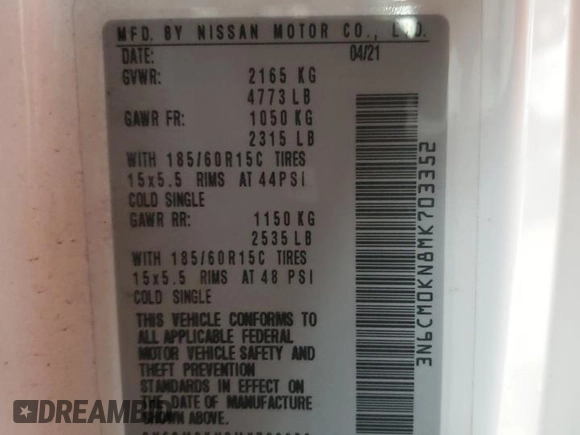 MFD. BY NISSAN MOTOR CO., LTD.
DATE: 04/21
GVWR: 2165 KG
4773 LB
GAWR FR: 1050 KG
2315 LB
WITH 185/60R15C TIRES
15x5.5 RIMS AT 44PSI
COLD SINGLE
GAWR RR: 1150 KG
2535 LB
WITH 185/60R15C TIRES
15x5.5 RIMS AT 48 PSI
COLD SINGLE
THIS VEHICLE CONFORMS TO
ALL APPLICABLE FEDERAL
MOTOR VEHICLE SAFETY AND
THEFT PREVENTION
STANDARDS IN EFFECT ON
THE DATE OF MANUFACTURE
SHOWN ABOVE.
3N6CM0KN8MK703352
DREAMBID